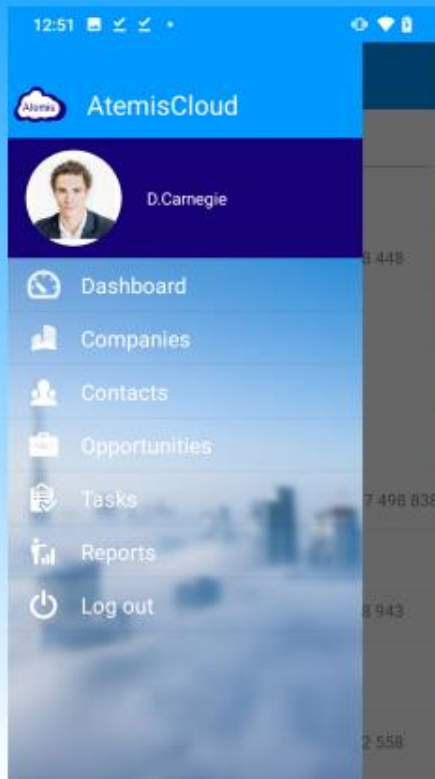 12:51
Atemis
AtemisCloud
D.Carnegie
Dashboard
8 448
Companies
Contacts
Opportunities
Tasks
7 498 838
Reports
Log out
8 943
2 558